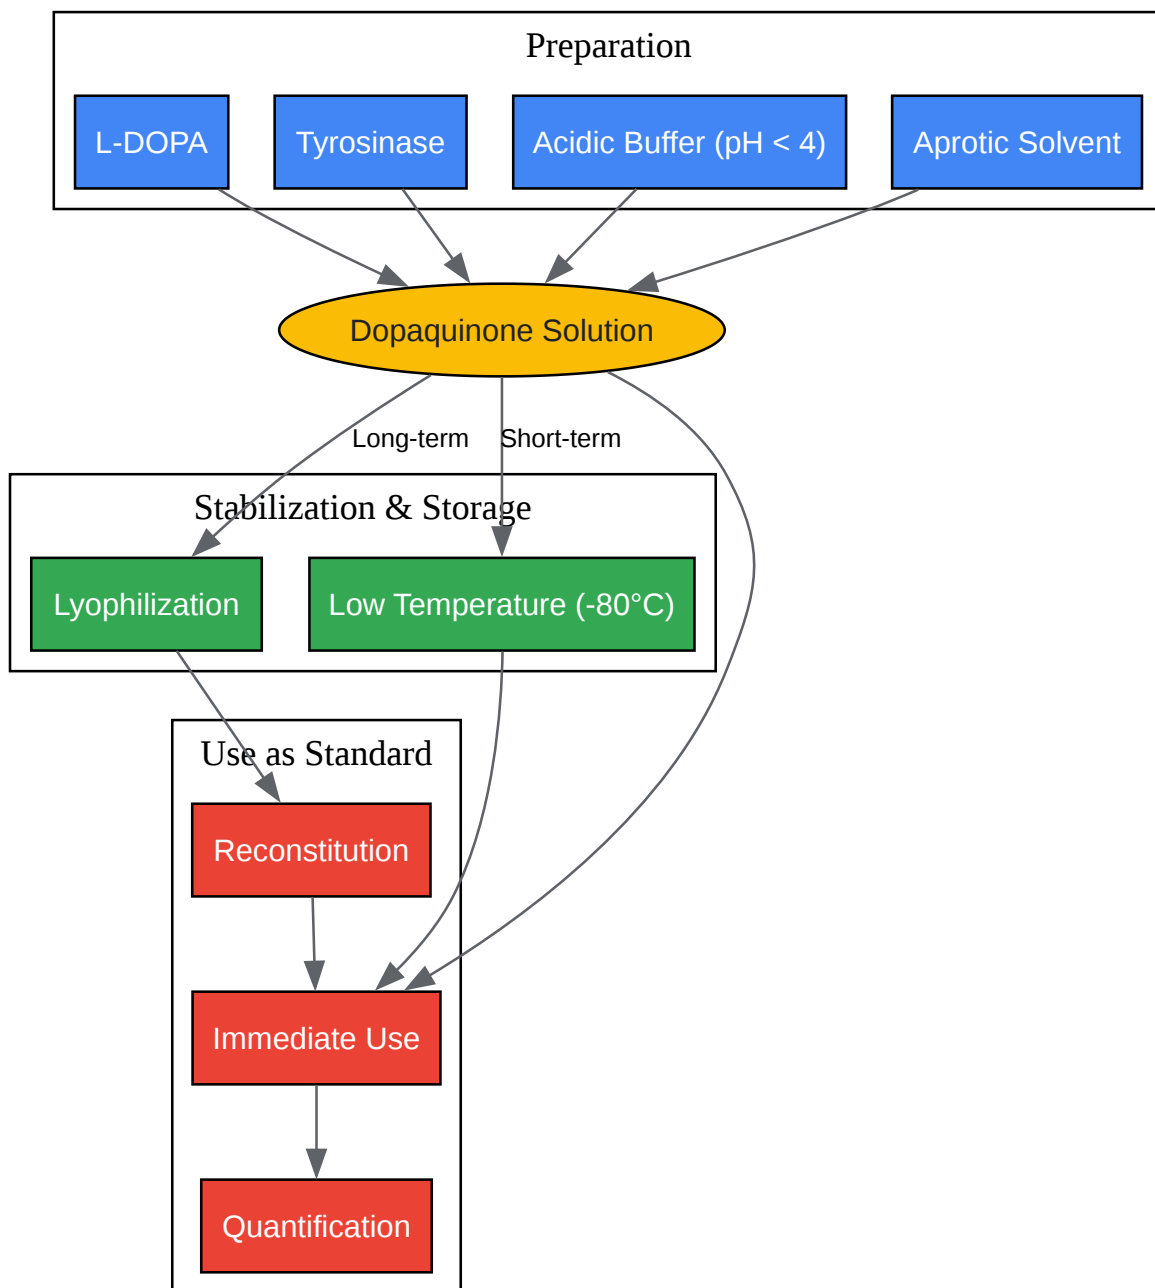 Preparation
L-DOPA
Tyrosinase
Acidic Buffer (pH < 4)
Aprotic Solvent
Dopaquinone Solution
Long-term
Short-term
Stabilization & Storage
Lyophilization
Low Temperature (-80°C)
Use as Standard
Reconstitution
Immediate Use
Quantification